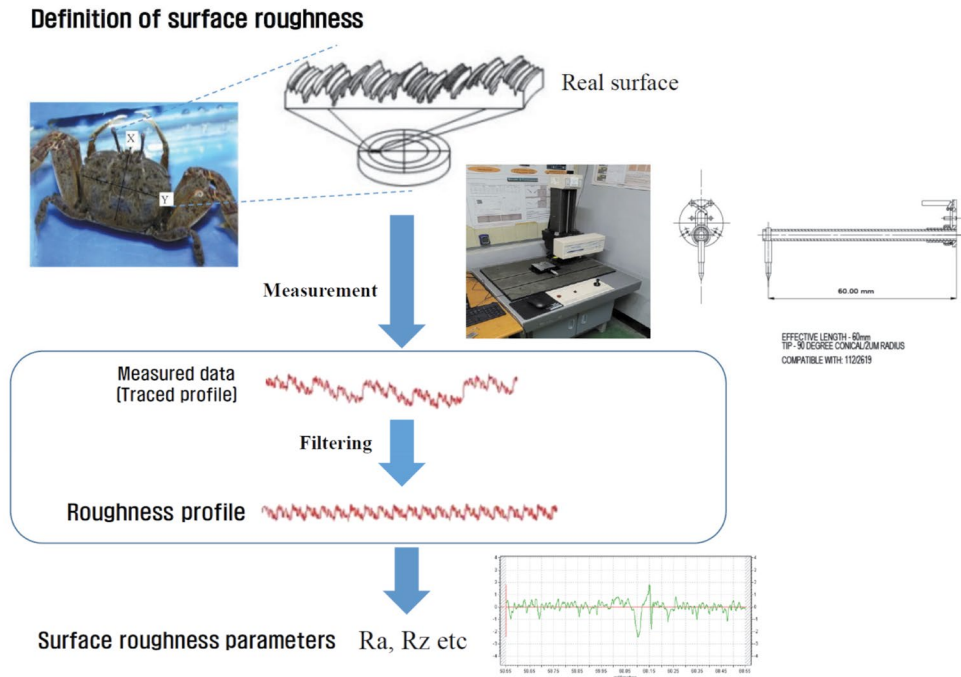 Definition of surface roughness
Real surface
X
Y
Measurement
60.00 mm
EFFECTIVE LENGTH - 60mm
TIP - 90 DEGREE CONICAL/2UM RADIUS
COMPATIBLE WITH: 112/2619
Measured data
(Traced profile)
Filtering
Roughness profile
Surface roughness parameters
Ra, Rz etc